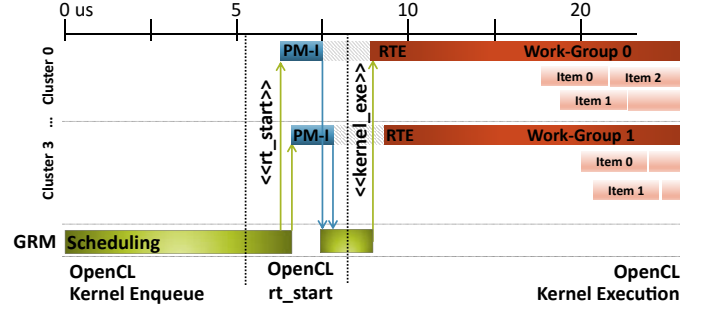 0 us 5 10 20
Cluster 0
PM-I
RTE Work-Group 0
Item 0 Item 2
Item 1
<<rt_start>>
<<kernel_exe>>
...
Cluster 3
PM-I
RTE Work-Group 1
Item 0
Item 1
GRM
Scheduling
OpenCL
Kernel Enqueue
OpenCL
rt_start
OpenCL
Kernel Execution